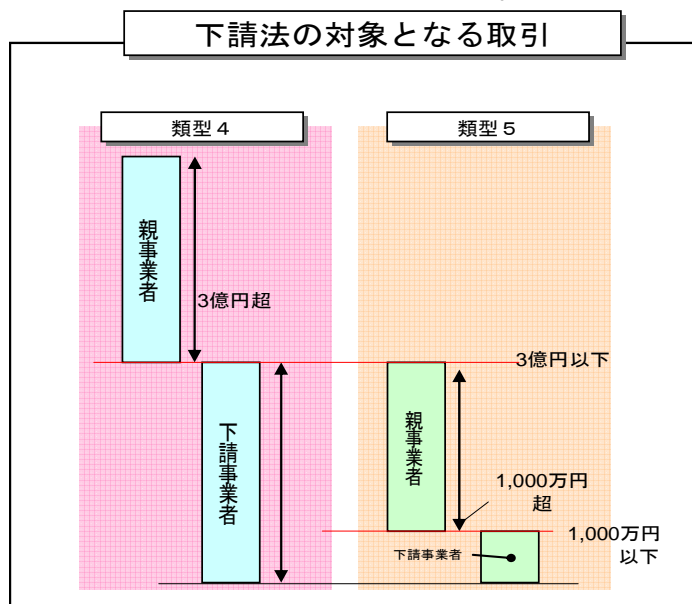 下請法の対象となる取引
類型４
類型５
親事業者
3億円超
3億円以下
下請事業者
親事業者
1,000万円
超
1,000万円
以下
下請事業者